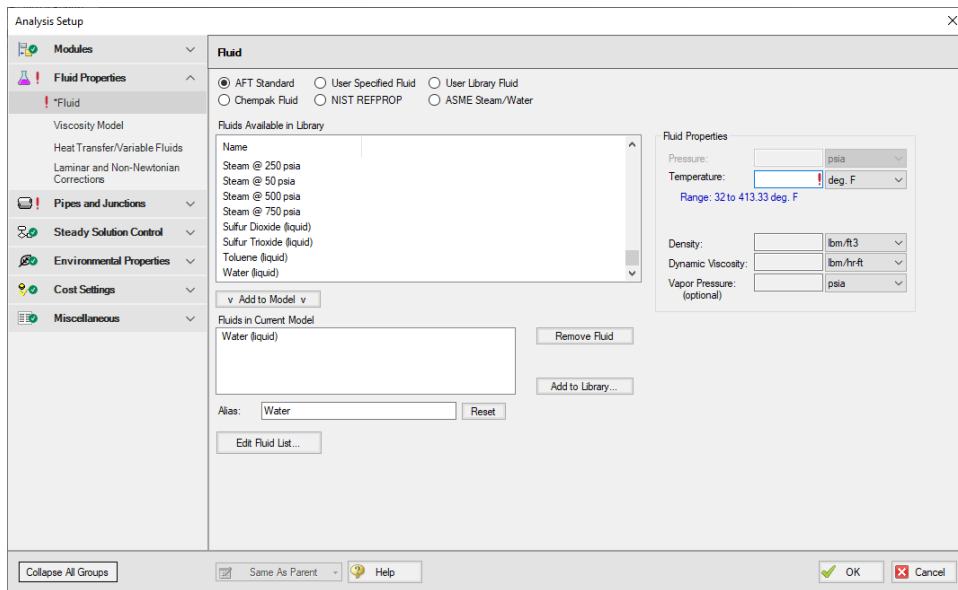 Analysis Setup
Modules
Fluid Properties
*Fluid
Viscosity Model
Heat Transfer/Variable Fluids
Laminar and Non-Newtonian
Corrections
Pipes and Junctions
Steady Solution Control
Environmental Properties
Cost Settings
Miscellaneous
Fluid
AFT Standard
User Specified Fluid
User Library Fluid
Chempak Fluid
NIST REFPROP
ASME Steam/Water
Fluids Available in Library
Name
Steam @ 250 psia
Steam @ 50 psia
Steam @ 500 psia
Steam @ 750 psia
Sulfur Dioxide (liquid)
Sulfur Trioxide (liquid)
Toluene (liquid)
Water (liquid)
v Add to Model v
Fluids in Current Model
Water (liquid)
Remove Fluid
Add to Library...
Alias: Water Reset
Edit Fluid List...
Fluid Properties
Pressure: psia
Temperature: deg. F
Range: 32 to 413.33 deg. F
Density: lbm/ft3
Dynamic Viscosity: lbm/hr-ft
Vapor Pressure: psia
(optional)
Collapse All Groups
Same As Parent
Help
OK
Cancel